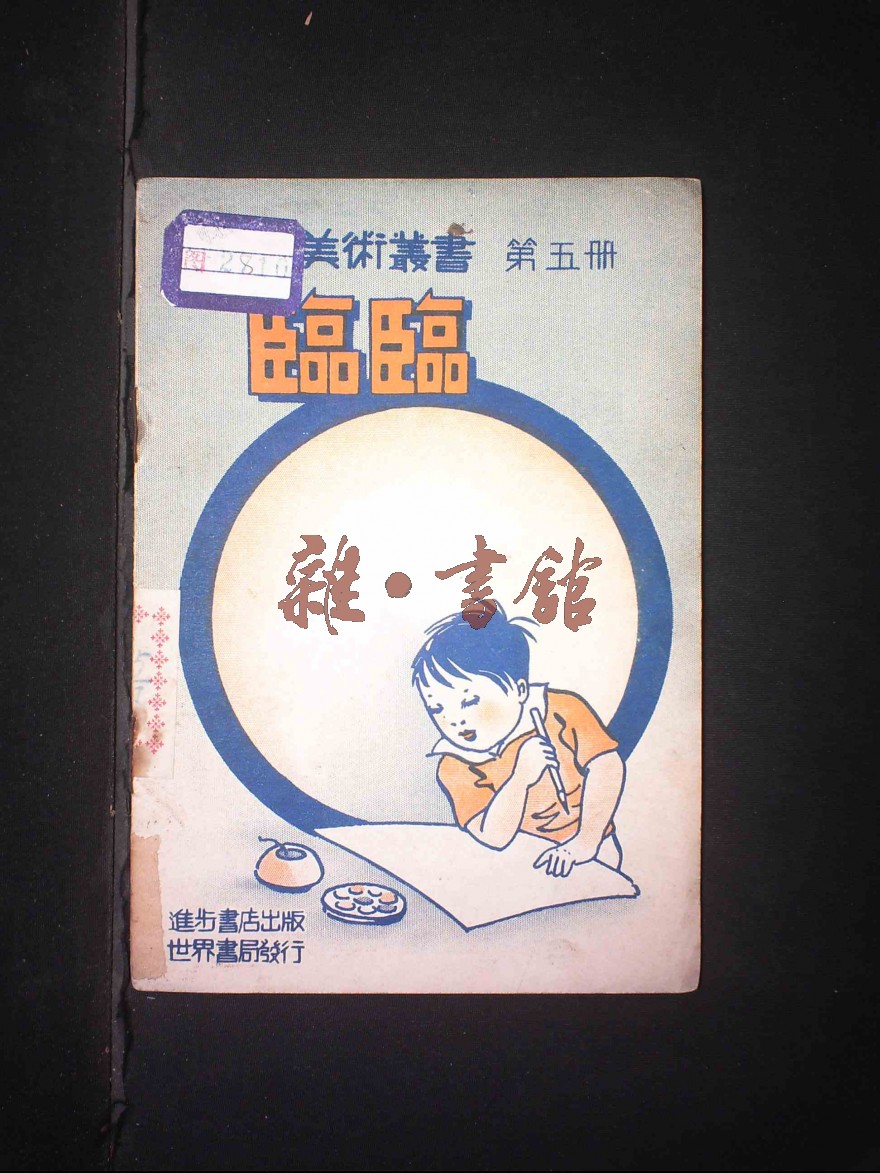 美術叢書 第五册
臨臨
雜·書館
進步書店出版
世界書局發行